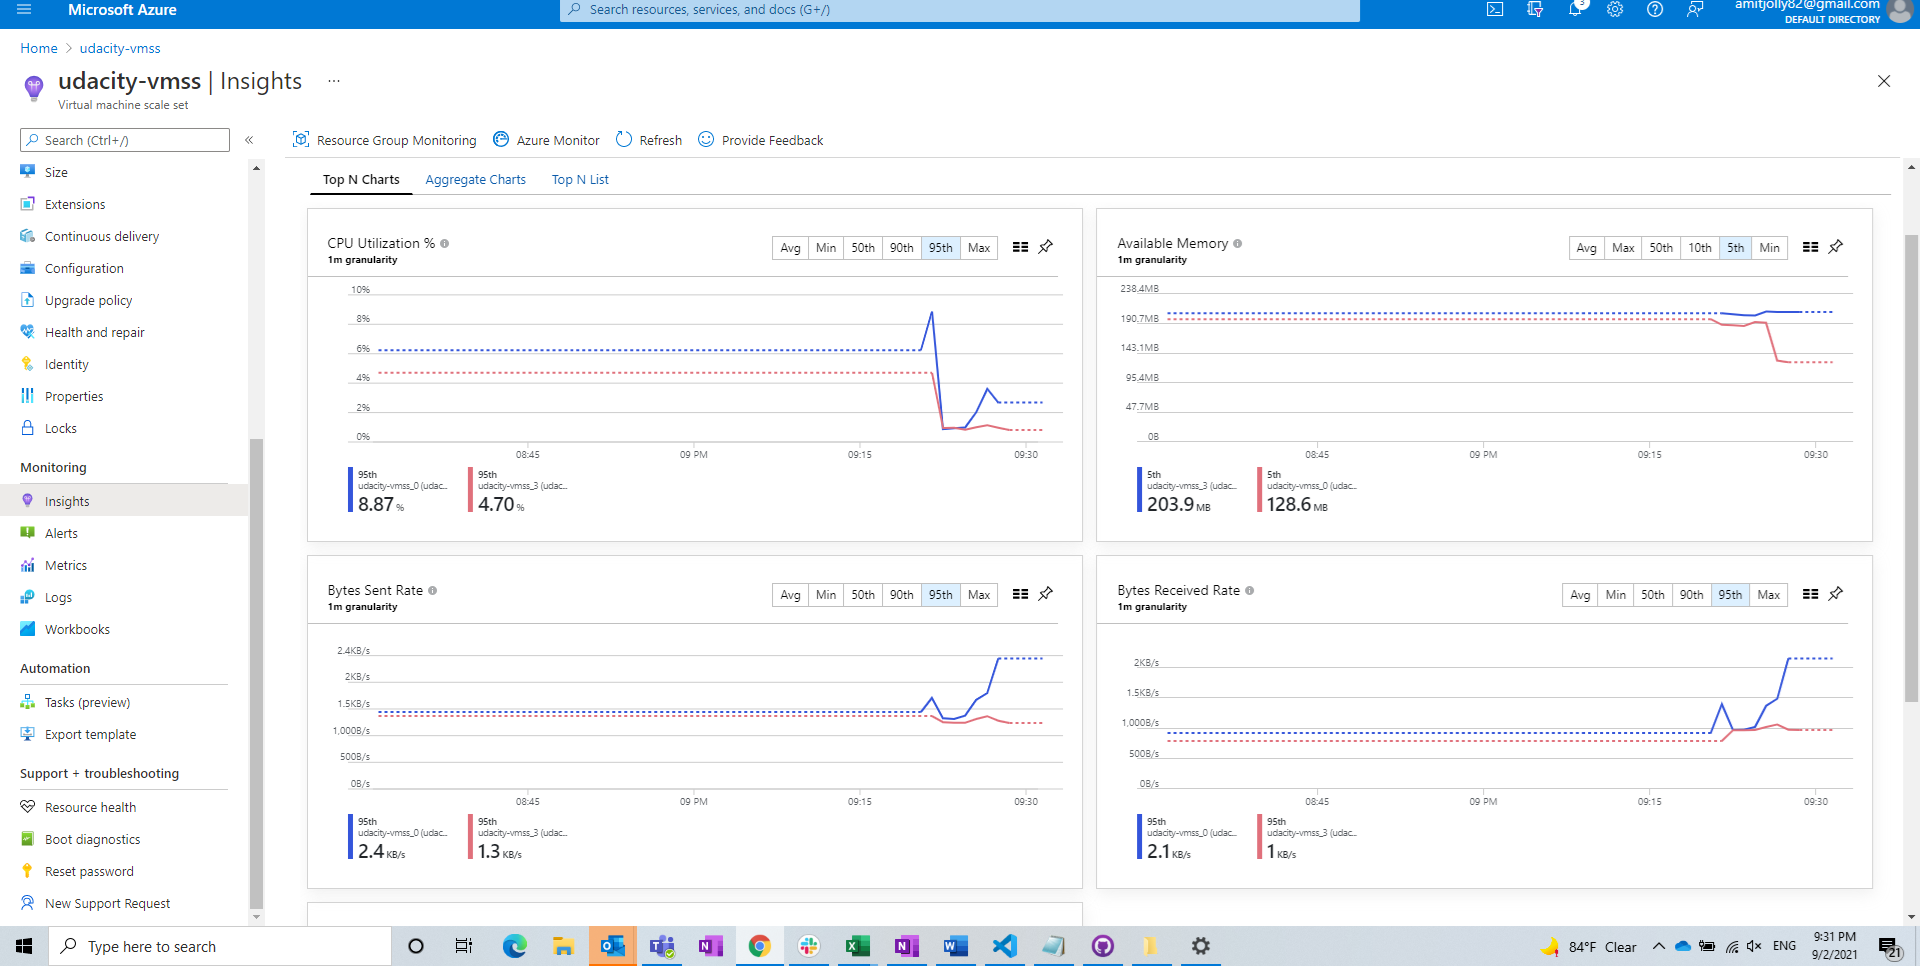 Microsoft Azure
Search resources, services, and docs (G+/)
3
amitjolly82@gmail.com
DEFAULT DIRECTORY
Home > udacity-vmss
udacity-vmss | Insights ...
Virtual machine scale set
Search (Ctrl+/) «
Resource Group Monitoring Azure Monitor Refresh Provide Feedback
Size
Extensions
Continuous delivery
Configuration
Upgrade policy
Health and repair
Identity
Properties
Locks
Monitoring
Insights
Alerts
Metrics
Logs
Workbooks
Automation
Tasks (preview)
Export template
Support + troubleshooting
Resource health
Boot diagnostics
Reset password
New Support Request
Top N Charts Aggregate Charts Top N List
CPU Utilization %
1m granularity
Avg Min 50th 90th 95th Max
10%
8%
6%
4%
2%
0%
08:45 09 PM 09:15 09:30
95th
udacity-vmss_0 (udac...
8.87 %
95th
udacity-vmss_3 (udac...
4.70 %
Available Memory
1m granularity
Avg Max 50th 10th 5th Min
238.4MB
190.7MB
143.1MB
95.4MB
47.7MB
0B
08:45 09 PM 09:15 09:30
5th
udacity-vmss_3 (udac...
203.9 MB
5th
udacity-vmss_0 (udac...
128.6 MB
Bytes Sent Rate
1m granularity
Avg Min 50th 90th 95th Max
2.4KB/s
2KB/s
1.5KB/s
1,000B/s
500B/s
0B/s
08:45 09 PM 09:15 09:30
95th
udacity-vmss_0 (udac...
2.4 KB/s
95th
udacity-vmss_3 (udac...
1.3 KB/s
Bytes Received Rate
1m granularity
Avg Min 50th 90th 95th Max
2KB/s
1.5KB/s
1,000B/s
500B/s
0B/s
08:45 09 PM 09:15 09:30
95th
udacity-vmss_0 (udac...
2.1 KB/s
95th
udacity-vmss_3 (udac...
1 KB/s
Type here to search
84°F Clear
ENG
9:31 PM
9/2/2021
21